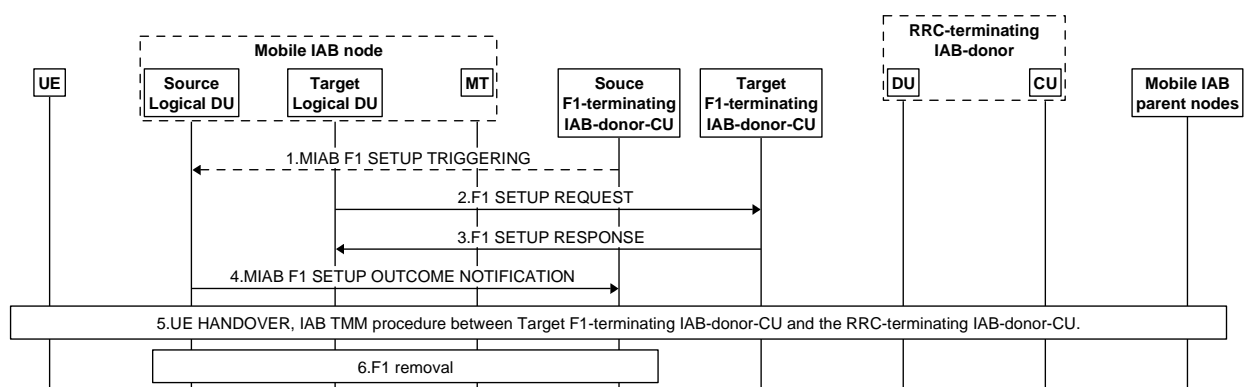 RRC-terminating
IAB-donor
Mobile IAB node
UE
Source
Logical DU
Target
Logical DU
MT
Souce
F1-terminating
IAB-donor-CU
Target
F1-terminating
IAB-donor-CU
DU
CU
Mobile IAB
parent nodes
1.MIAB F1 SETUP TRIGGERING
2.F1 SETUP REQUEST
3.F1 SETUP RESPONSE
4.MIAB F1 SETUP OUTCOME NOTIFICATION
5.UE HANDOVER, IAB TMM procedure between Target F1-terminating IAB-donor-CU and the RRC-terminating IAB-donor-CU.
6.F1 removal